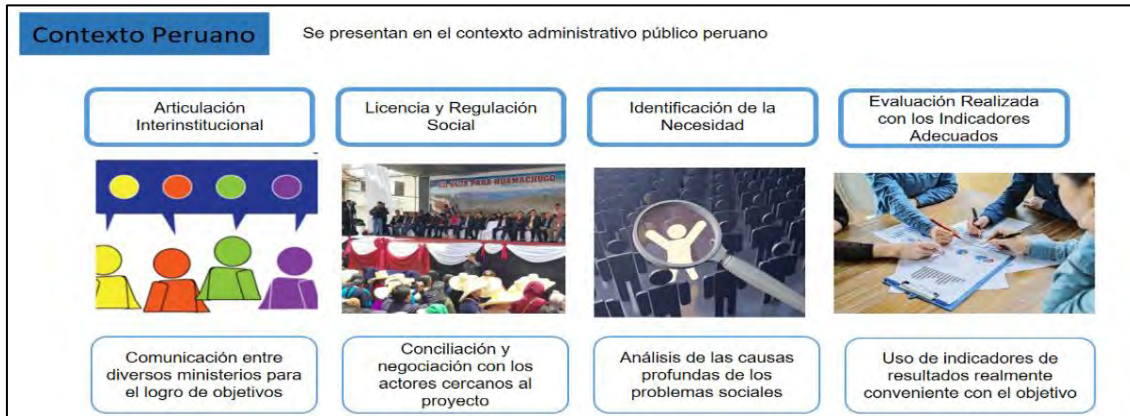 Contexto Peruano
Se presentan en el contexto administrativo público peruano
Articulación
Interinstitucional
Licencia y Regulación
Social
Identificación de la
Necesidad
Evaluación Realizada
con los Indicadores
Adecuados
PARA HUAMACHUCO
Comunicación entre
diversos ministerios para
el logro de objetivos
Conciliación y
negociación con los
actores cercanos al
proyecto
Análisis de las causas
profundas de los
problemas sociales
Uso de indicadores de
resultados realmente
conveniente con el objetivo